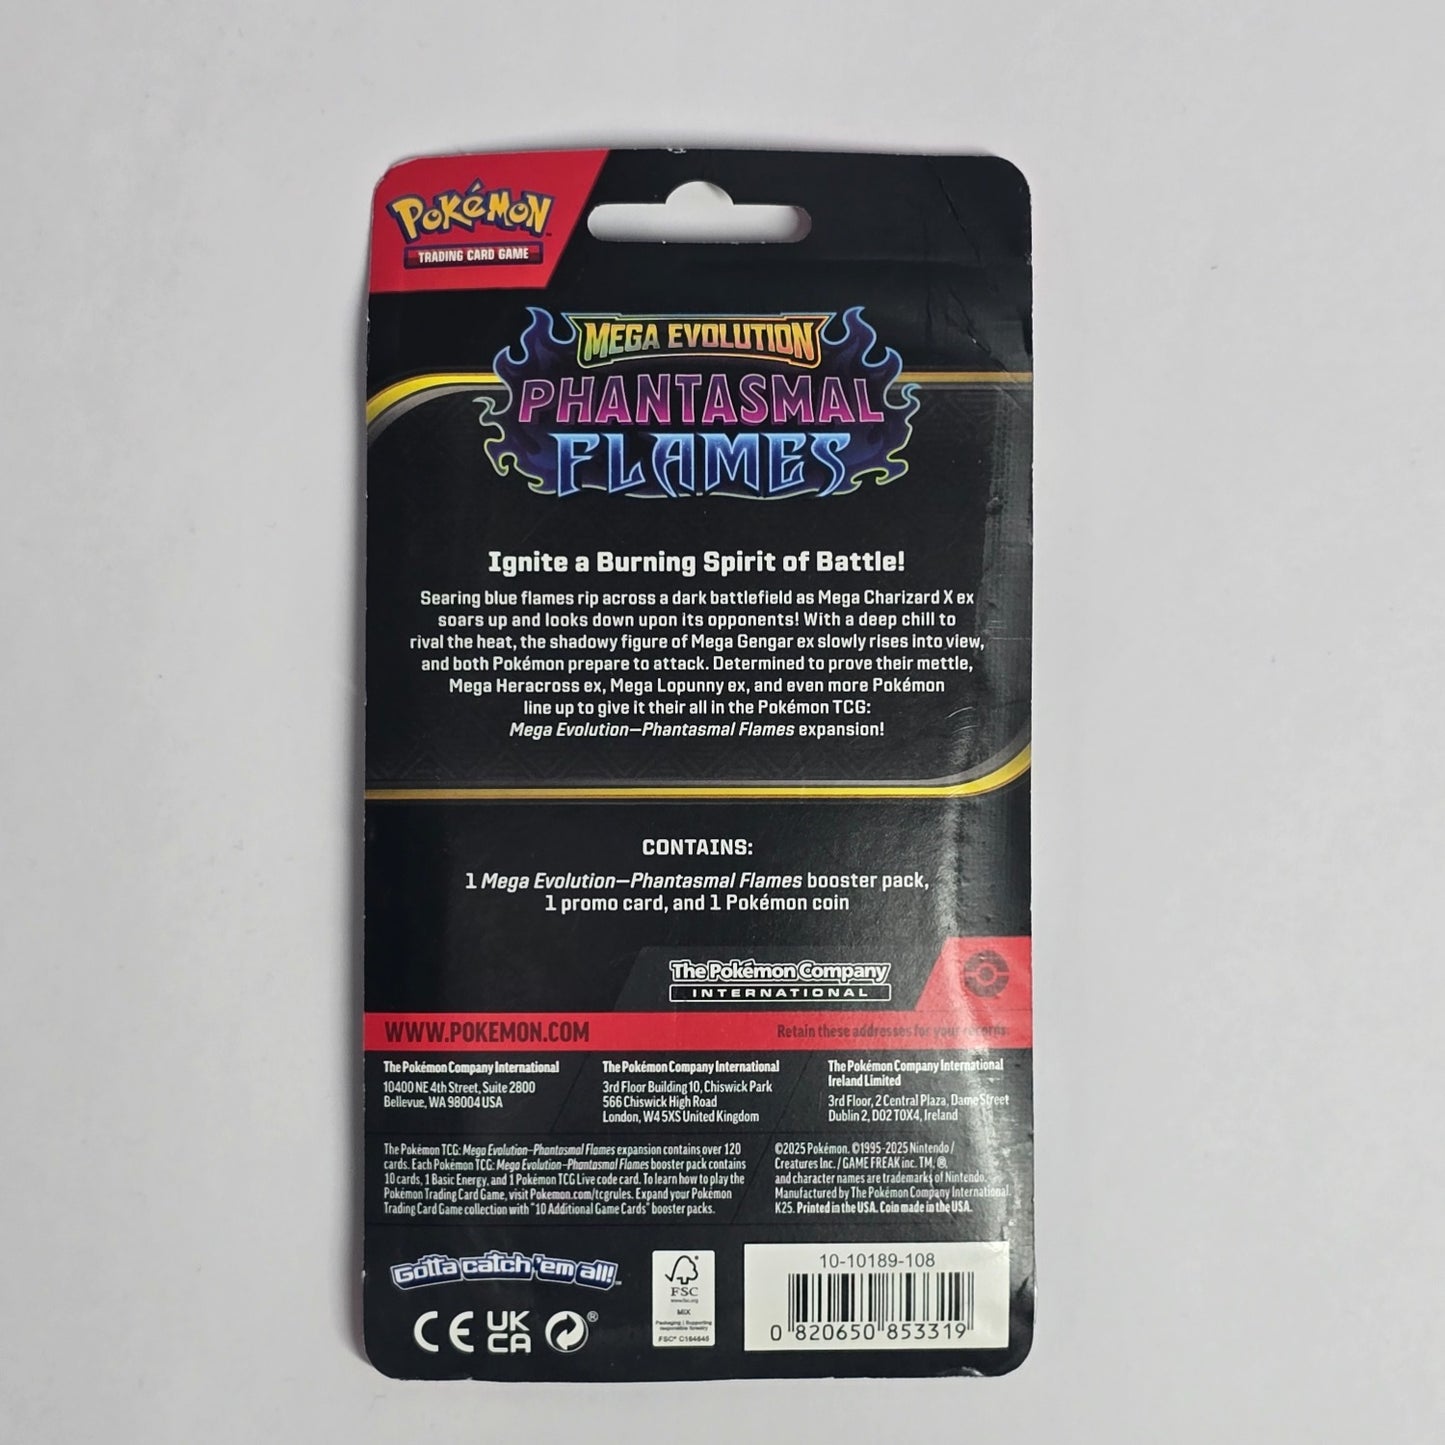 POKéMON
TRADING CARD GAME
MEGA EVOLUTION
PHANTASMAL
FLAMES
Ignite a Burning Spirit of Battle!
Searing blue flames rip across a dark battlefield as Mega Charizard X ex
soars up and looks down upon its opponents! With a deep chill to
rival the heat, the shadowy figure of Mega Gengar ex slowly rises into view,
and both Pokémon prepare to attack. Determined to prove their mettle,
Mega Heracross ex, Mega Lopunny ex, and even more Pokémon
line up to give it their all in the Pokémon TCG:
Mega Evolution—Phantasmal Flames expansion!
CONTAINS:
1 Mega Evolution—Phantasmal Flames booster pack,
1 promo card, and 1 Pokémon coin
The Pokémon Company
INTERNATIONAL
WWW.POKEMON.COM
Retain these addresses for your records:
The Pokémon Company International
10400 NE 4th Street, Suite 2800
Bellevue, WA 98004 USA
The Pokémon Company International
3rd Floor Building 10, Chiswick Park
566 Chiswick High Road
London, W4 5XS United Kingdom
The Pokémon Company International
Ireland Limited
3rd Floor, 2 Central Plaza, Dame Street
Dublin 2, D02 T0X4, Ireland
The Pokémon TCG: Mega Evolution—Phantasmal Flames expansion contains over 120
cards. Each Pokémon TCG: Mega Evolution—Phantasmal Flames booster pack contains
10 cards, 1 Basic Energy, and 1 Pokémon TCG Live code card. To learn how to play the
Pokémon Trading Card Game, visit Pokemon.com/tcgrules. Expand your Pokémon
Trading Card Game collection with "10 Additional Game Cards" booster packs.
©2025 Pokémon. ©1995-2025 Nintendo /
Creatures Inc. / GAME FREAK inc. TM, ®,
and character names are trademarks of Nintendo.
Manufactured by The Pokémon Company International.
K25. Printed in the USA. Coin made in the USA.
Gotta catch 'em all!™
CE UK
CA ®
FSC
www.fsc.org
MIX
Packaging | Supporting
responsible forestry
FSC® C164645
10-10189-108
0 820650 853319